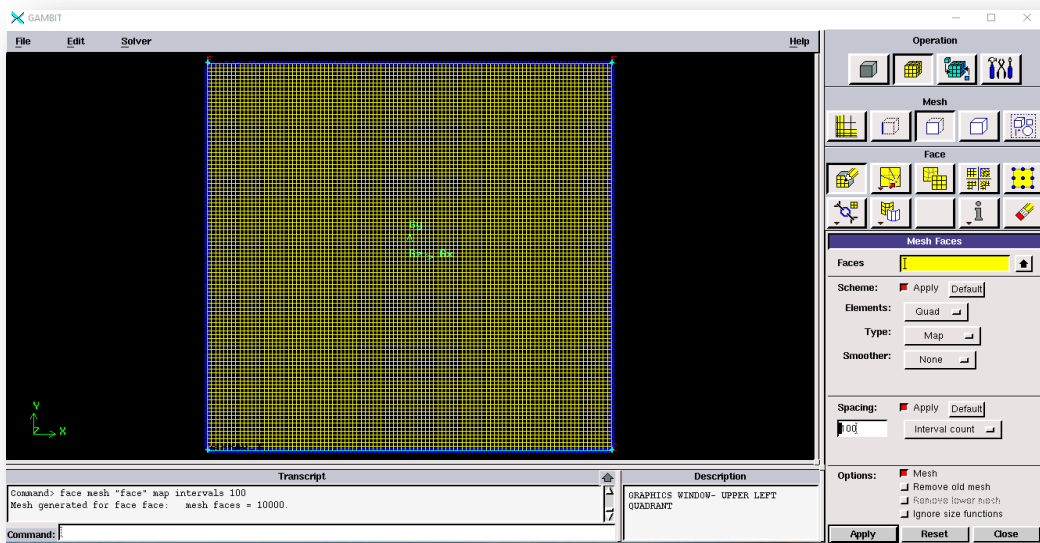 GAMBIT
File Edit Solver Help
Operation
Mesh
Face
Mesh Faces
Faces
Scheme: Apply Default
Elements: Quad
Type: Map
Smoother: None
Spacing: Apply Default
100 Interval count
Options: Mesh
Remove old mesh
Remove lower mesh
Ignore size functions
Apply Reset Close
Gy
Gz Gx
Y
Z X
Transcript
Command> face mesh "face" map intervals 100
Mesh generated for face face: mesh faces = 10000.
Description
GRAPHICS WINDOW- UPPER LEFT
QUADRANT
Command: